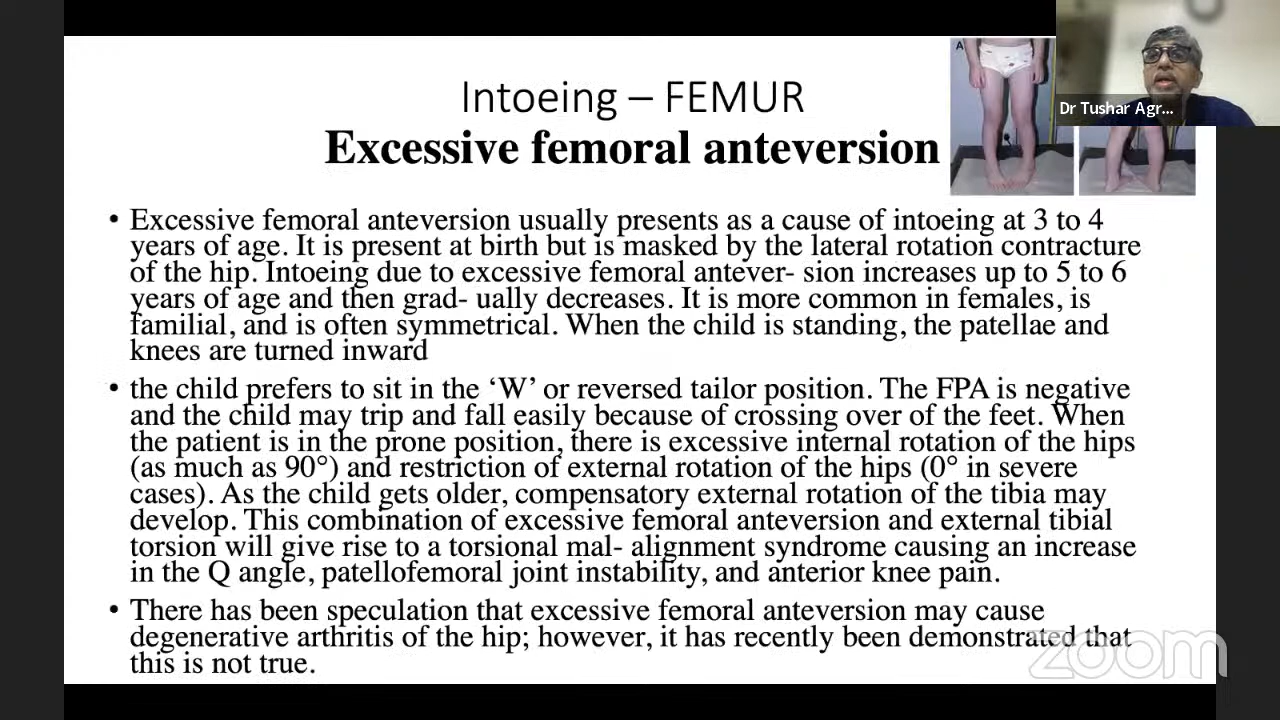 Intoeing – FEMUR
Excessive femoral anteversion
A
Dr Tushar Agr...
• Excessive femoral anteversion usually presents as a cause of intoeing at 3 to 4
years of age. It is present at birth but is masked by the lateral rotation contracture
of the hip. Intoeing due to excessive femoral antever- sion increases up to 5 to 6
years of age and then grad- ually decreases. It is more common in females, is
familial, and is often symmetrical. When the child is standing, the patellae and
knees are turned inward
• the child prefers to sit in the ‘W’ or reversed tailor position. The FPA is negative
and the child may trip and fall easily because of crossing over of the feet. When
the patient is in the prone position, there is excessive internal rotation of the hips
(as much as 90°) and restriction of external rotation of the hips (0° in severe
cases). As the child gets older, compensatory external rotation of the tibia may
develop. This combination of excessive femoral anteversion and external tibial
torsion will give rise to a torsional mal- alignment syndrome causing an increase
in the Q angle, patellofemoral joint instability, and anterior knee pain.
• There has been speculation that excessive femoral anteversion may cause
degenerative arthritis of the hip; however, it has recently been demonstrated that
this is not true.
zoom